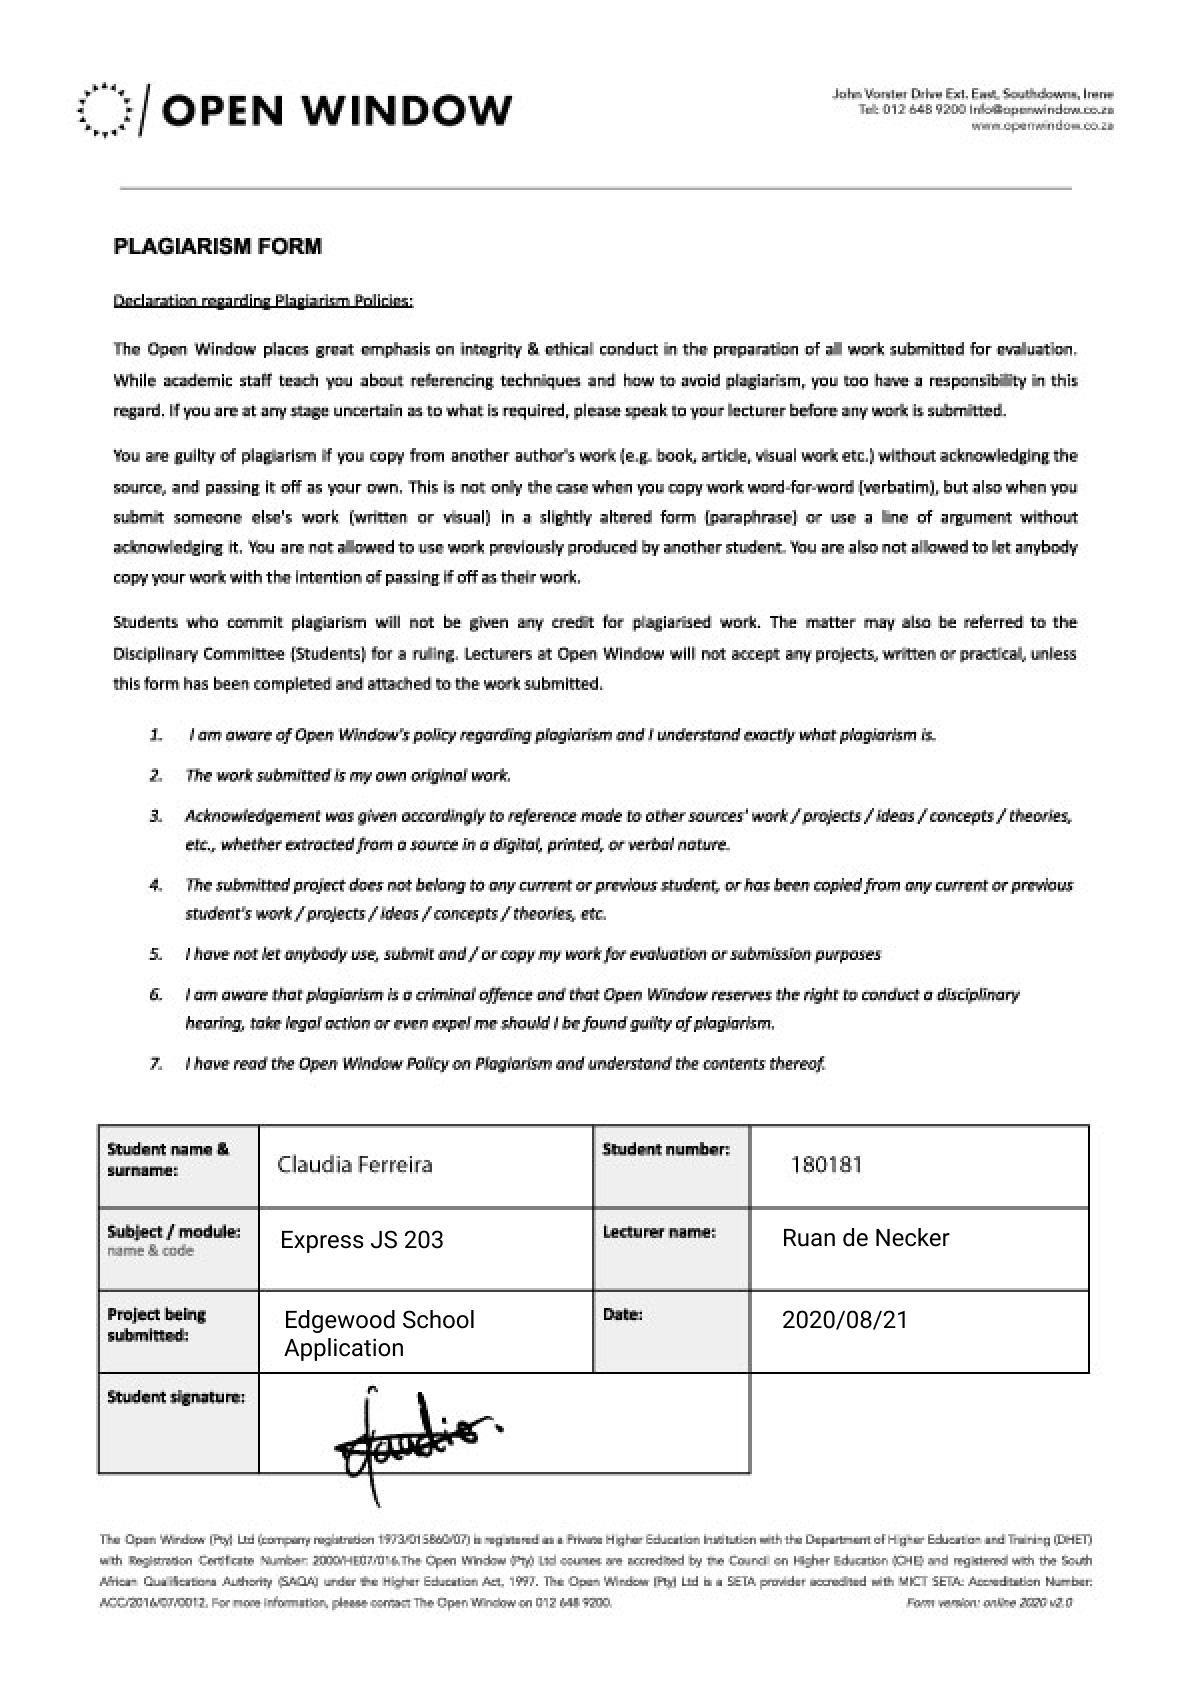 OPEN WINDOW
John Vorster Drive Ext. East, Southdowns, Irene
Tel: 012 648 9200 Info@openwindow.co.za
www.openwindow.co.za
PLAGIARISM FORM
Declaration regarding Plagiarism Policies:
The Open Window places great emphasis on integrity & ethical conduct in the preparation of all work submitted for evaluation.
While academic staff teach you about referencing techniques and how to avoid plagiarism, you too have a responsibility in this
regard. If you are at any stage uncertain as to what is required, please speak to your lecturer before any work is submitted.
You are guilty of plagiarism if you copy from another author's work (e.g. book, article, visual work etc.) without acknowledging the
source, and passing it off as your own. This is not only the case when you copy work word-for-word (verbatim), but also when you
submit someone else's work (written or visual) in a slightly altered form (paraphrase) or use a line of argument without
acknowledging it. You are not allowed to use work previously produced by another student. You are also not allowed to let anybody
copy your work with the intention of passing if off as their work.
Students who commit plagiarism will not be given any credit for plagiarised work. The matter may also be referred to the
Disciplinary Committee (Students) for a ruling. Lecturers at Open Window will not accept any projects, written or practical, unless
this form has been completed and attached to the work submitted.
1. I am aware of Open Window's policy regarding plagiarism and I understand exactly what plagiarism is.
2. The work submitted is my own original work.
3. Acknowledgement was given accordingly to reference made to other sources' work / projects / ideas / concepts / theories,
etc., whether extracted from a source in a digital, printed, or verbal nature.
4. The submitted project does not belong to any current or previous student, or has been copied from any current or previous
student's work / projects / ideas / concepts / theories, etc.
5. I have not let anybody use, submit and / or copy my work for evaluation or submission purposes
6. I am aware that plagiarism is a criminal offence and that Open Window reserves the right to conduct a disciplinary
hearing, take legal action or even expel me should I be found guilty of plagiarism.
7. I have read the Open Window Policy on Plagiarism and understand the contents thereof.
Student name &
surname:
Claudia Ferreira
Student number:
180181
Subject / module:
name & code
Express JS 203
Lecturer name:
Ruan de Necker
Project being
submitted:
Edgewood School
Application
Date:
2020/08/21
Student signature:
Claudia.
The Open Window (Pty) Ltd (company registration 1973/015860/07) is registered as a Private Higher Education Institution with the Department of Higher Education and Training (DHET)
with Registration Certificate Number: 2000/HE07/016.The Open Window (Pty) Ltd courses are accredited by the Council on Higher Education (CHE) and registered with the South
African Qualifications Authority (SAQA) under the Higher Education Act, 1997. The Open Window (Pty) Ltd is a SETA provider accredited with MICT SETA: Accreditation Number:
ACC/2016/07/0012. For more information, please contact The Open Window on 012 648 9200.
Form version: online 2020 v2.0